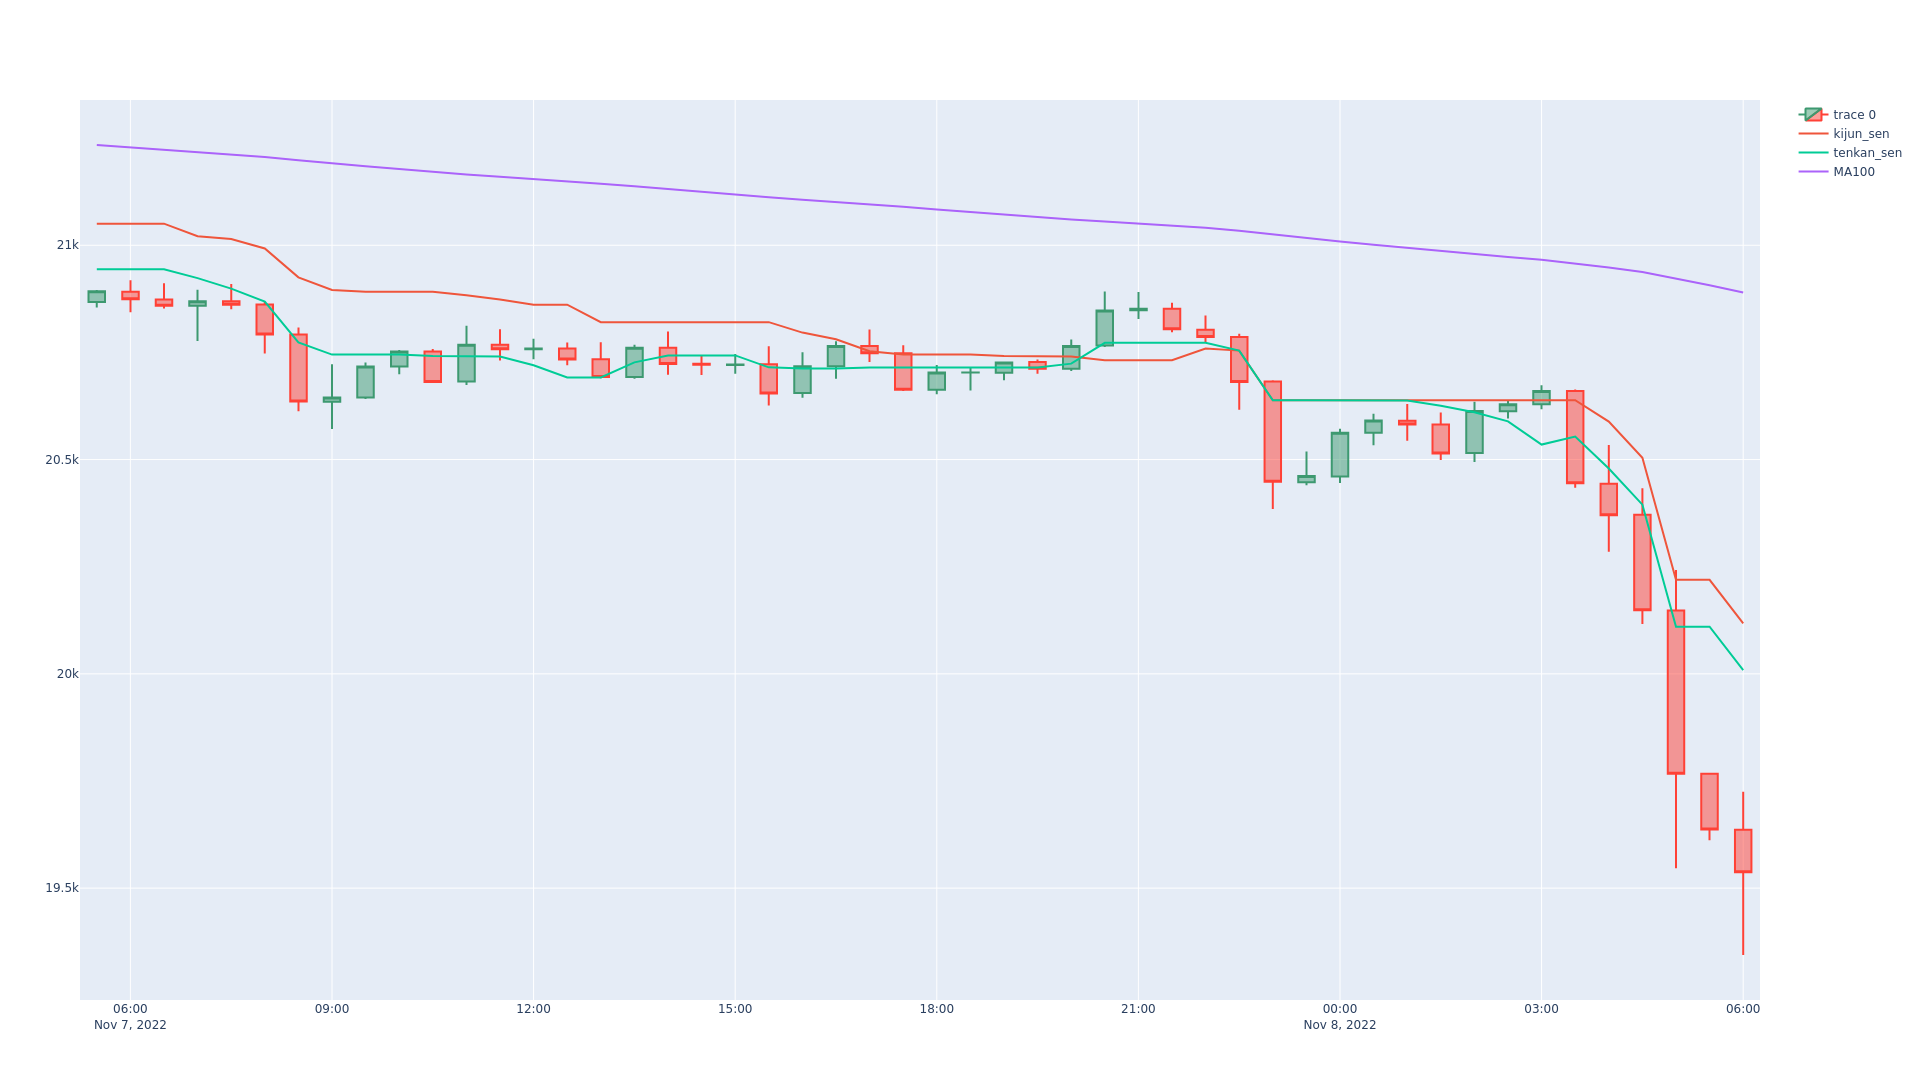 trace 0
kijun_sen
tenkan_sen
MA100
21k
20.5k
20k
19.5k
06:00 09:00 12:00 15:00 18:00 21:00 00:00 03:00 06:00
Nov 7, 2022 Nov 8, 2022